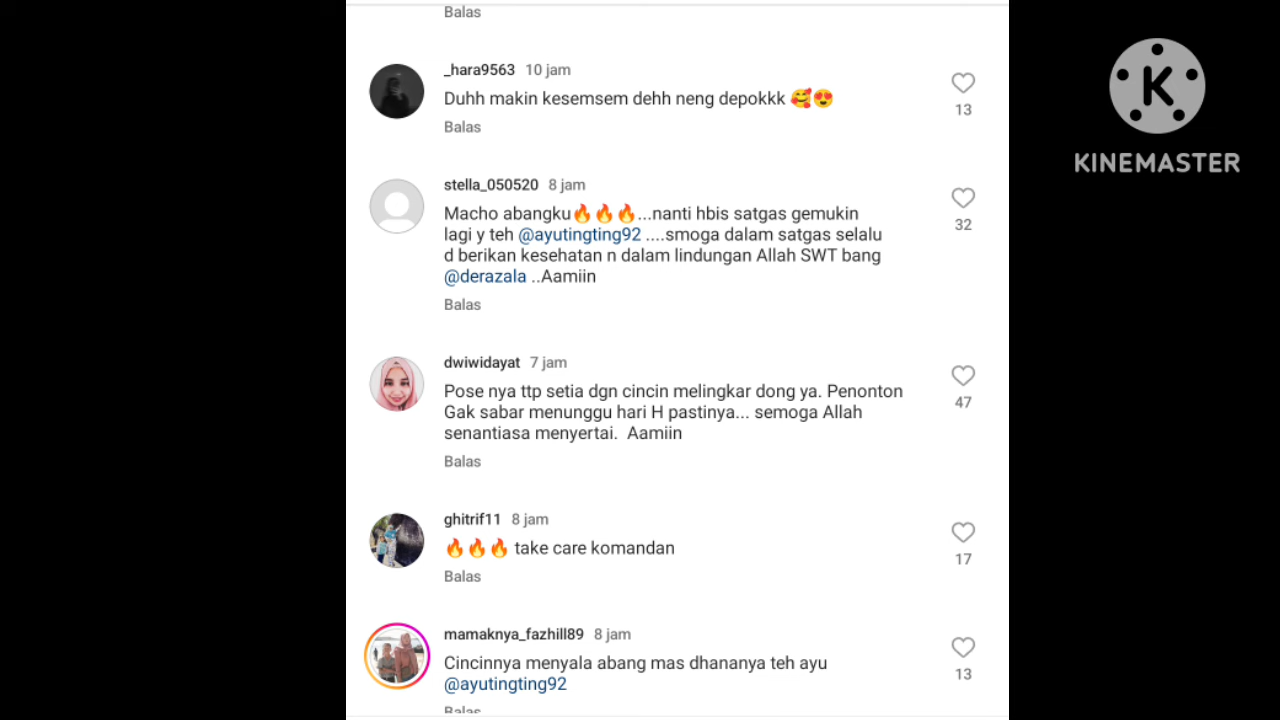 Balas
_hara9563 10 jam
Duhh makin kesemsem dehh neng depokkk 🥰😍
13
Balas
stella_050520 8 jam
Macho abangku🔥🔥🔥...nanti hbis satgas gemukin
lagi y teh @ayutingting92 ....smoga dalam satgas selalu
d berikan kesehatan n dalam lindungan Allah SWT bang
@derazala ..Aamiin
32
Balas
dwiwidayat 7 jam
Pose nya ttp setia dgn cincin melingkar dong ya. Penonton
Gak sabar menunggu hari H pastinya... semoga Allah
senantiasa menyertai. Aamiin
47
Balas
ghitrif11 8 jam
🔥🔥🔥 take care komandan
17
Balas
mamaknya_fazhill89 8 jam
Cincinnya menyala abang mas dhananya teh ayu
@ayutingting92
13
Balas
K
KINEMASTER